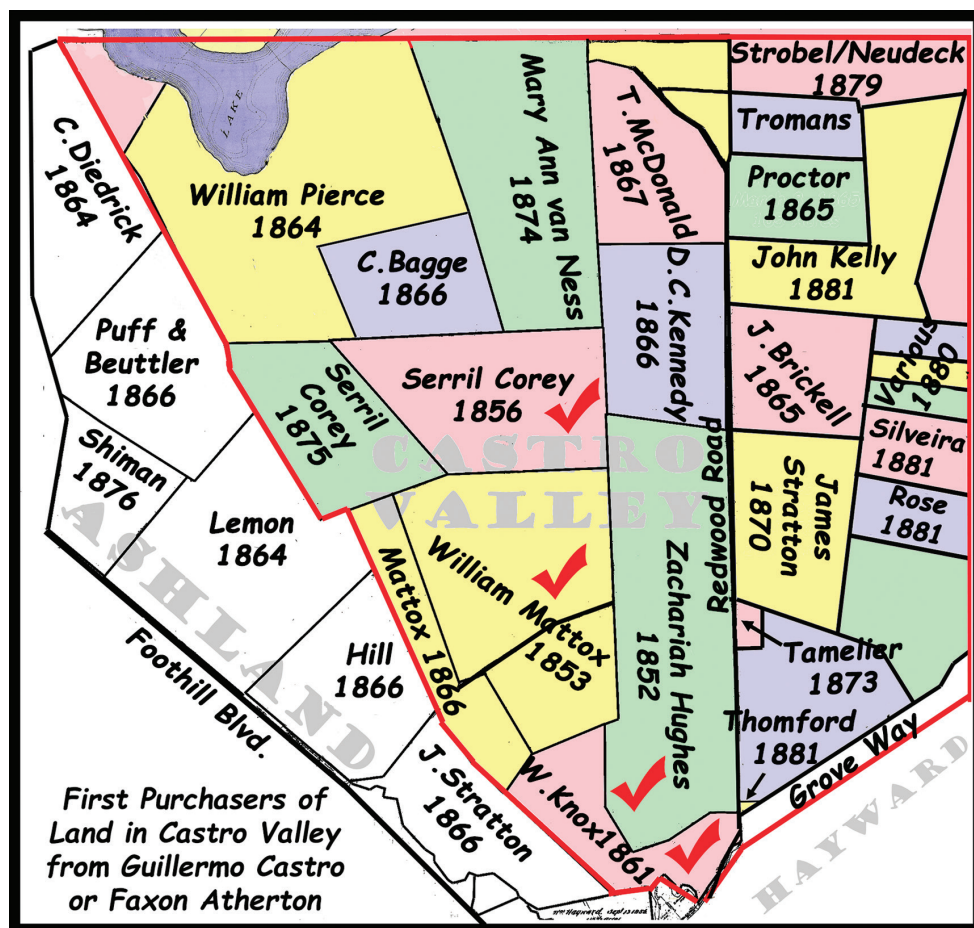 LAKE
C.Diedrick
1864
William Pierce
1864
Mary Ann van Ness
1874
T.McDonald
1867
Strobel/Neudeck
1879
Tromans
Proctor
1865
John Kelly
1881
C.Bagge
1866
D.C.Kennedy
1866
Puff &
Beuttler
1866
Serril
Corey
1875
Serril Corey
1856
J.Brickell
1865
Various
1880
Silveira
1881
Rose
1881
Shiman
1876
Lemon
1864
CASTRO
VALLEY
Redwood Road
James
Stratton
1870
Mattox 1866
William Mattox
1853
Zachariah Hughes
1852
ASHLAND
Foothill Blvd.
Hill
1866
Tamelier
1873
Thomford
1881
Grove Way
HAYWARD
J.Stratton
1866
W.Knox1861
First Purchasers of
Land in Castro Valley
from Guillermo Castro
or Faxon Atherton
Wm Hayward